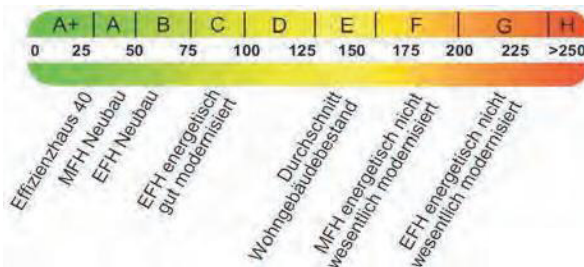 A+ A B C D E F G H
0 25 50 75 100 125 150 175 200 225 >250
Effizienzhaus 40
MFH Neubau
EFH Neubau
EFH energetisch
gut modernisiert
Durchschnitt
Wohngebäudebestand
MFH energetisch nicht
wesentlich modernisiert
EFH energetisch nicht
wesentlich modernisiert